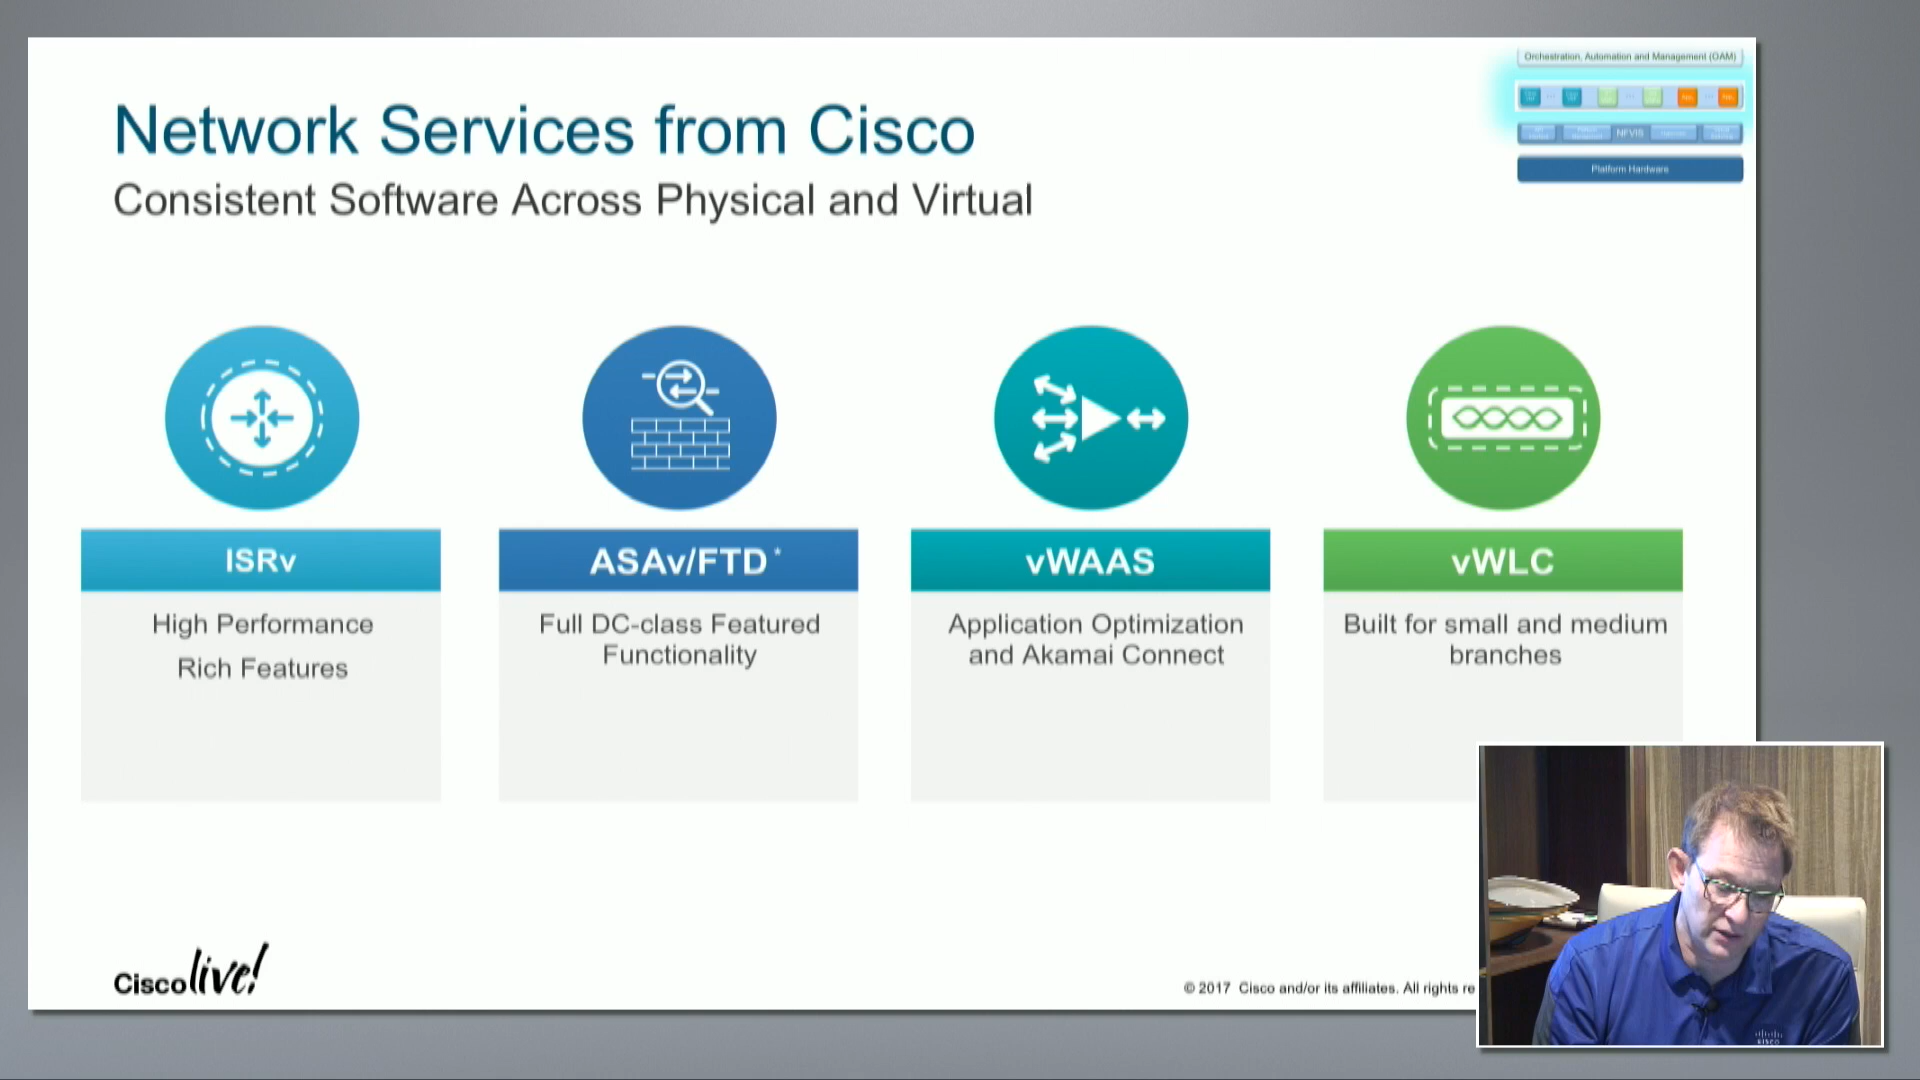 Orchestration, Automation and Management (OAM)
NFVIS
Platform Hardware
Network Services from Cisco
Consistent Software Across Physical and Virtual
ISRv
High Performance
Rich Features
ASAv/FTD*
Full DC-class Featured
Functionality
vWAAS
Application Optimization
and Akamai Connect
vWLC
Built for small and medium
branches
Cisco live!
© 2017 Cisco and/or its affiliates. All rights re
CISCO